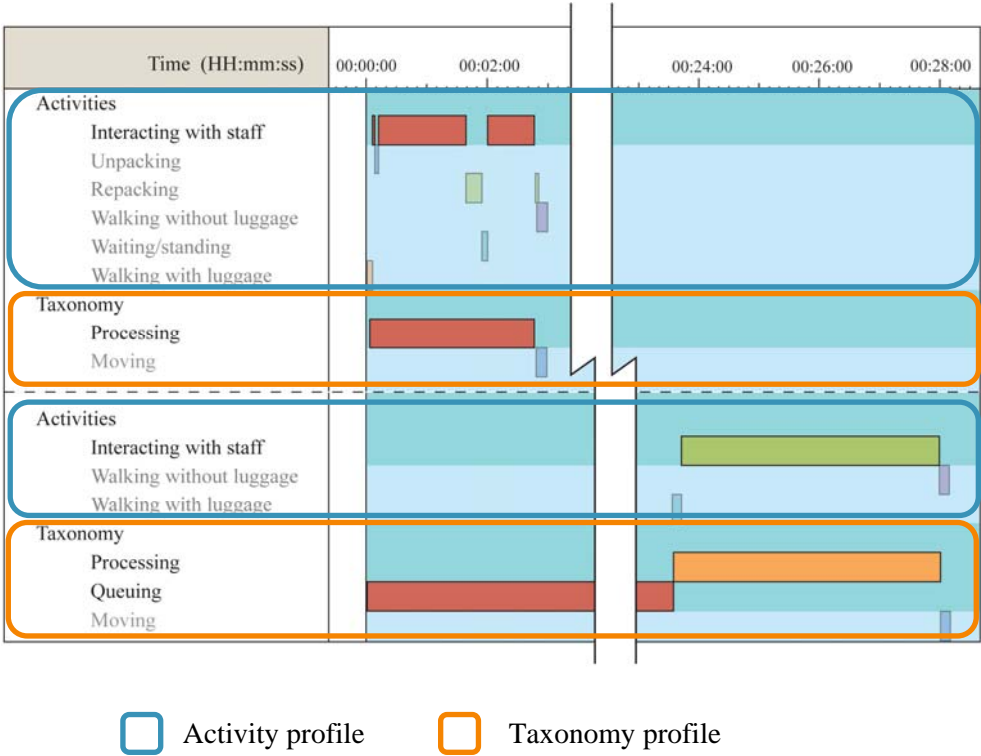 Time (HH:mm:ss) 00:00:00 00:02:00 00:24:00 00:26:00 00:28:00
Activities
Interacting with staff
Unpacking
Repacking
Walking without luggage
Waiting/standing
Walking with luggage
Taxonomy
Processing
Moving
Activities
Interacting with staff
Walking without luggage
Walking with luggage
Taxonomy
Processing
Queuing
Moving
Activity profile Taxonomy profile